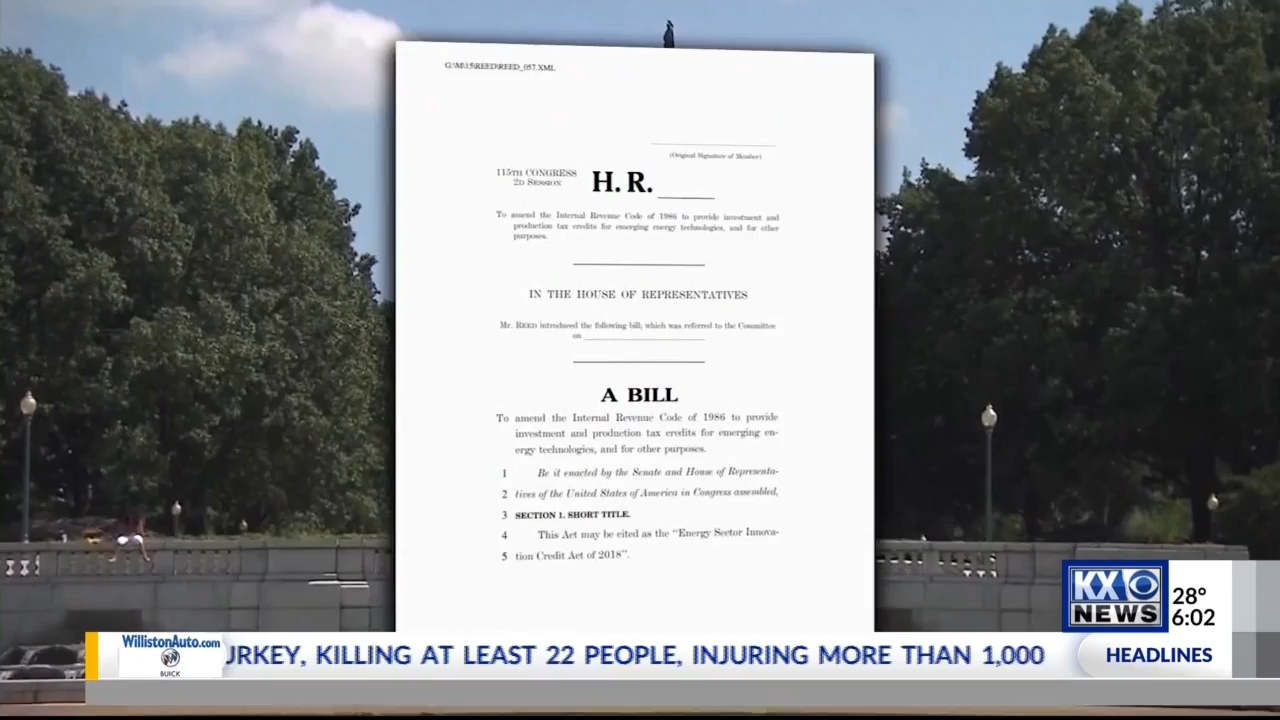 G:\M\15\REED\REED_057.XML
(Original Signature of Member)
115TH CONGRESS
2D SESSION
H. R.
To amend the Internal Revenue Code of 1986 to provide investment and
production tax credits for emerging energy technologies, and for other
purposes.
IN THE HOUSE OF REPRESENTATIVES
Mr. REED introduced the following bill; which was referred to the Committee
on
A BILL
To amend the Internal Revenue Code of 1986 to provide
investment and production tax credits for emerging en-
ergy technologies, and for other purposes.
1 Be it enacted by the Senate and House of Representa-
2 tives of the United States of America in Congress assembled,
3 SECTION 1. SHORT TITLE.
4 This Act may be cited as the "Energy Sector Innova-
5 tion Credit Act of 2018".
KX
NEWS
28°
6:02
WillistonAuto.com
BUICK
URKEY, KILLING AT LEAST 22 PEOPLE, INJURING MORE THAN 1,000
HEADLINES